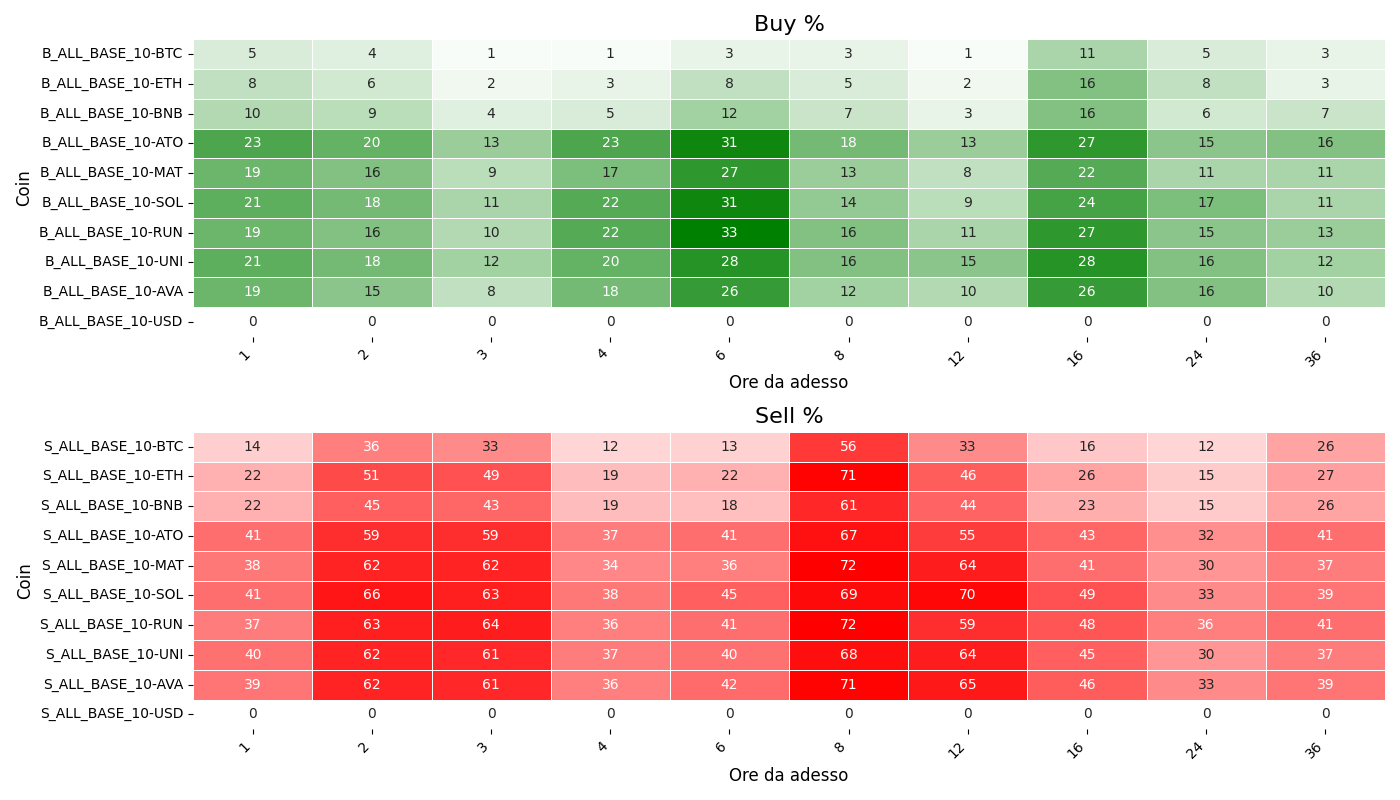 Buy %
Coin
B_ALL_BASE_10-BTC 5 4 1 1 3 3 1 11 5 3
B_ALL_BASE_10-ETH 8 6 2 3 8 5 2 16 8 3
B_ALL_BASE_10-BNB 10 9 4 5 12 7 3 16 6 7
B_ALL_BASE_10-ATO 23 20 13 23 31 18 13 27 15 16
B_ALL_BASE_10-MAT 19 16 9 17 27 13 8 22 11 11
B_ALL_BASE_10-SOL 21 18 11 22 31 14 9 24 17 11
B_ALL_BASE_10-RUN 19 16 10 22 33 16 11 27 15 13
B_ALL_BASE_10-UNI 21 18 12 20 28 16 15 28 16 12
B_ALL_BASE_10-AVA 19 15 8 18 26 12 10 26 16 10
B_ALL_BASE_10-USD 0 0 0 0 0 0 0 0 0 0
1 2 3 4 6 8 12 16 24 36
Ore da adesso
Sell %
Coin
S_ALL_BASE_10-BTC 14 36 33 12 13 56 33 16 12 26
S_ALL_BASE_10-ETH 22 51 49 19 22 71 46 26 15 27
S_ALL_BASE_10-BNB 22 45 43 19 18 61 44 23 15 26
S_ALL_BASE_10-ATO 41 59 59 37 41 67 55 43 32 41
S_ALL_BASE_10-MAT 38 62 62 34 36 72 64 41 30 37
S_ALL_BASE_10-SOL 41 66 63 38 45 69 70 49 33 39
S_ALL_BASE_10-RUN 37 63 64 36 41 72 59 48 36 41
S_ALL_BASE_10-UNI 40 62 61 37 40 68 64 45 30 37
S_ALL_BASE_10-AVA 39 62 61 36 42 71 65 46 33 39
S_ALL_BASE_10-USD 0 0 0 0 0 0 0 0 0 0
1 2 3 4 6 8 12 16 24 36
Ore da adesso